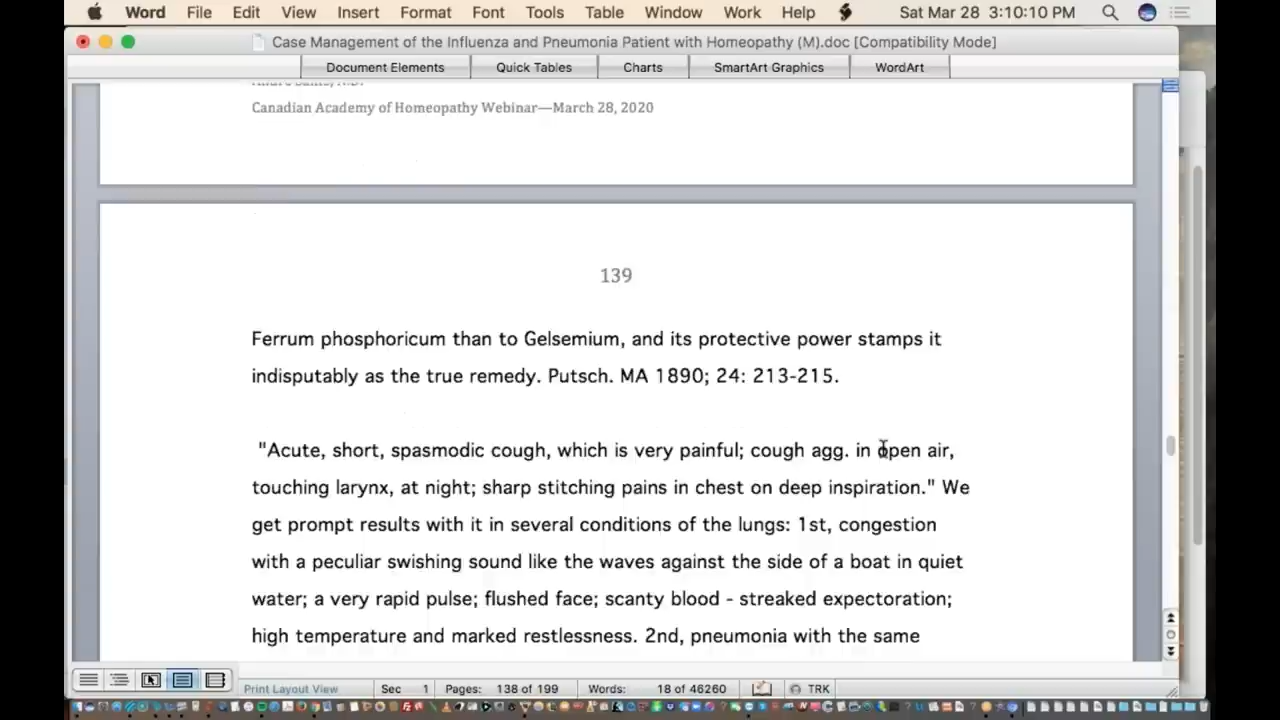 Word File Edit View Insert Format Font Tools Table Window Work Help Sat Mar 28 3:10:10 PM
Case Management of the Influenza and Pneumonia Patient with Homeopathy (M).doc [Compatibility Mode]
Document Elements Quick Tables Charts SmartArt Graphics WordArt
Canadian Academy of Homeopathy Webinar—March 28, 2020
139
Ferrum phosphoricum than to Gelsemium, and its protective power stamps it
indisputably as the true remedy. Putsch. MA 1890; 24: 213-215.
"Acute, short, spasmodic cough, which is very painful; cough agg. in open air,
touching larynx, at night; sharp stitching pains in chest on deep inspiration." We
get prompt results with it in several conditions of the lungs: 1st, congestion
with a peculiar swishing sound like the waves against the side of a boat in quiet
water; a very rapid pulse; flushed face; scanty blood - streaked expectoration;
high temperature and marked restlessness. 2nd, pneumonia with the same
Print Layout View Sec 1 Pages: 138 of 199 Words: 18 of 46260 TRK